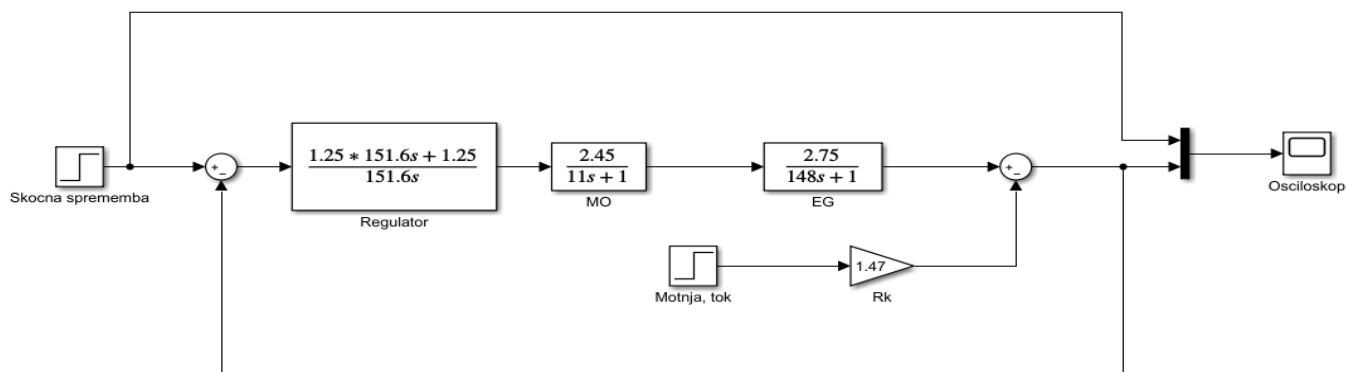 Skocna sprememba
+
−
1.25 * 151.6s + 1.25
151.6s
Regulator
2.45
11s + 1
MO
2.75
148s + 1
EG
+
−
Osciloskop
Motnja, tok
1.47
Rk